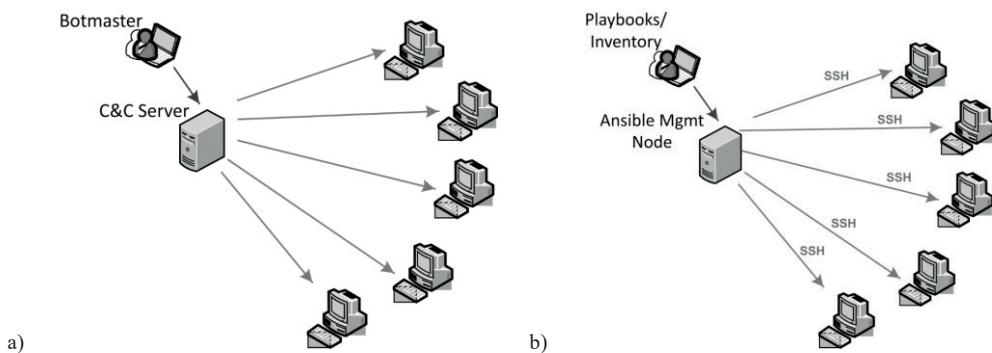 Botmaster
C&C Server
a)
Playbooks/
Inventory
Ansible Mgmt
Node
SSH
SSH
SSH
SSH
SSH
b)